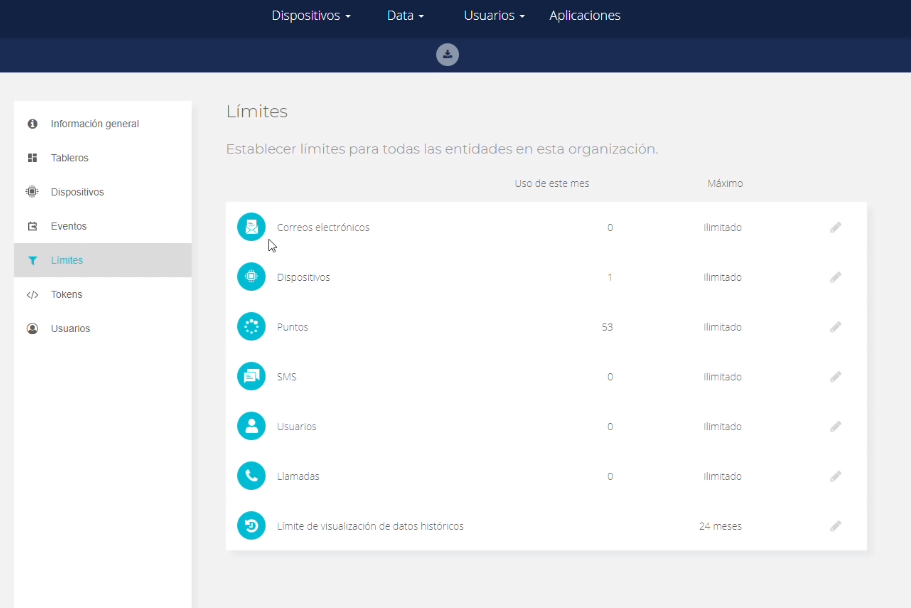 Dispositivos Data Usuarios Aplicaciones
Información general
Tableros
Dispositivos
Eventos
Límites
Tokens
Usuarios
Límites
Establecer límites para todas las entidades en esta organización.
Uso de este mes Máximo
Correos electrónicos 0 Ilimitado
Dispositivos 1 Ilimitado
Puntos 53 Ilimitado
SMS 0 Ilimitado
Usuarios 0 Ilimitado
Llamadas 0 Ilimitado
Límite de visualización de datos históricos 24 meses